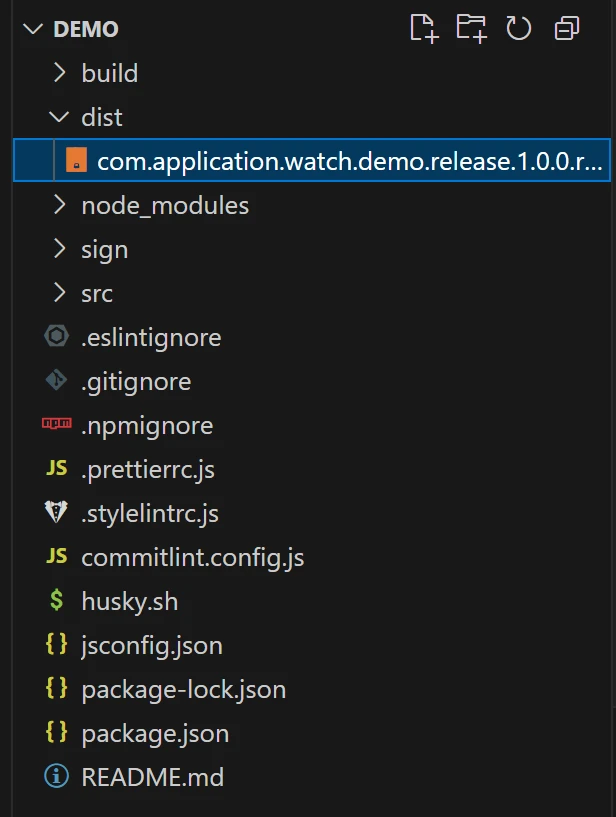 DEMO
build
dist
com.application.watch.demo.release.1.0.0.r...
node_modules
sign
src
.eslintignore
.gitignore
.npmignore
JS .prettierrc.js
.stylelintrc.js
JS commitlint.config.js
$ husky.sh
{} jsconfig.json
{} package-lock.json
{} package.json
README.md